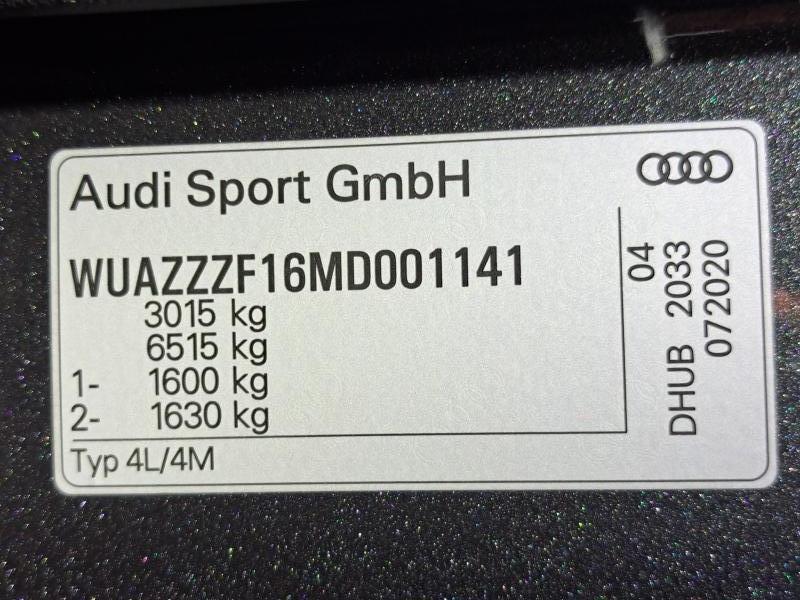 Audi Sport GmbH
WUAZZZF16MD001141
3015 kg
6515 kg
1- 1600 kg
2- 1630 kg
Typ 4L/4M
04
DHUB 2033
072020